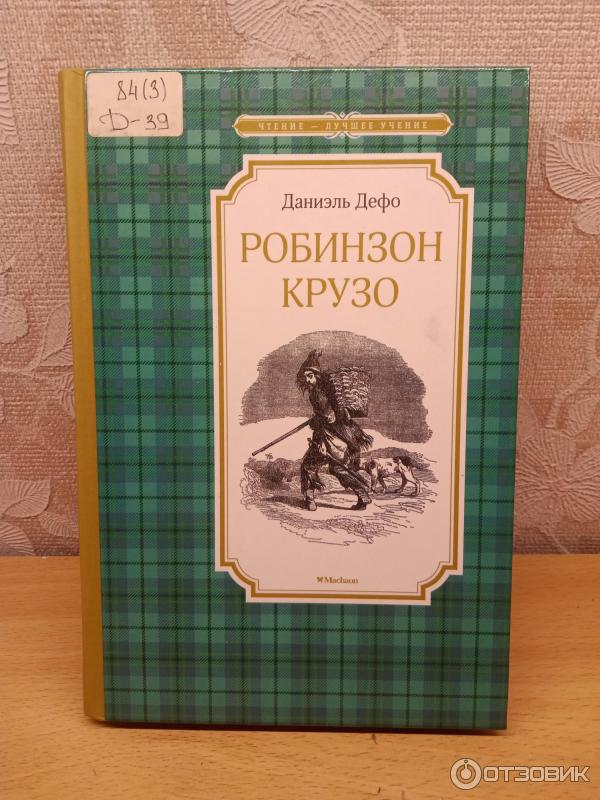 84(3)
Д-39
ЧТЕНИЕ — ЛУЧШЕЕ УЧЕНИЕ
Даниэль Дефо
РОБИНЗОН
КРУЗО
Machaon
ОТЗОВИК